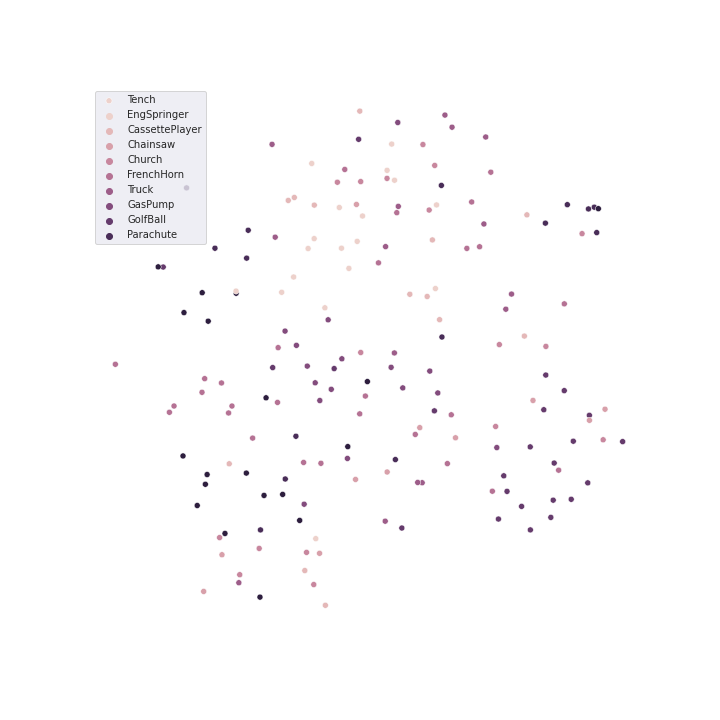 Tench
EngSpringer
CassettePlayer
Chainsaw
Church
FrenchHorn
Truck
GasPump
GolfBall
Parachute